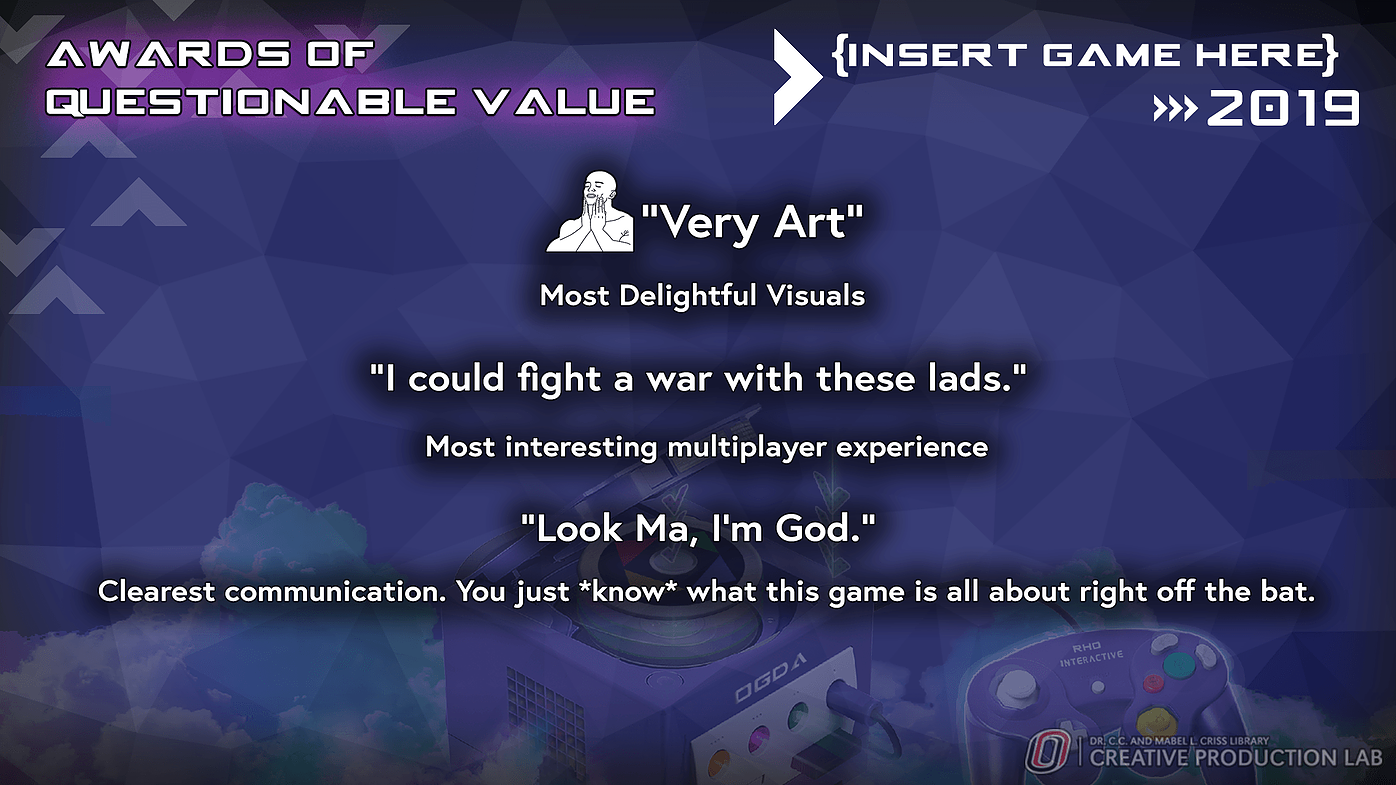 AWARDS OF
QUESTIONABLE VALUE
{INSERT GAME HERE}
2019
"Very Art"
Most Delightful Visuals
"I could fight a war with these lads."
Most interesting multiplayer experience
"Look Ma, I'm God."
Clearest communication. You just *know* what this game is all about right off the bat.
OGDA
RHO
INTERACTIVE
DR. C.C. AND MABEL L. CRISS LIBRARY
CREATIVE PRODUCTION LAB